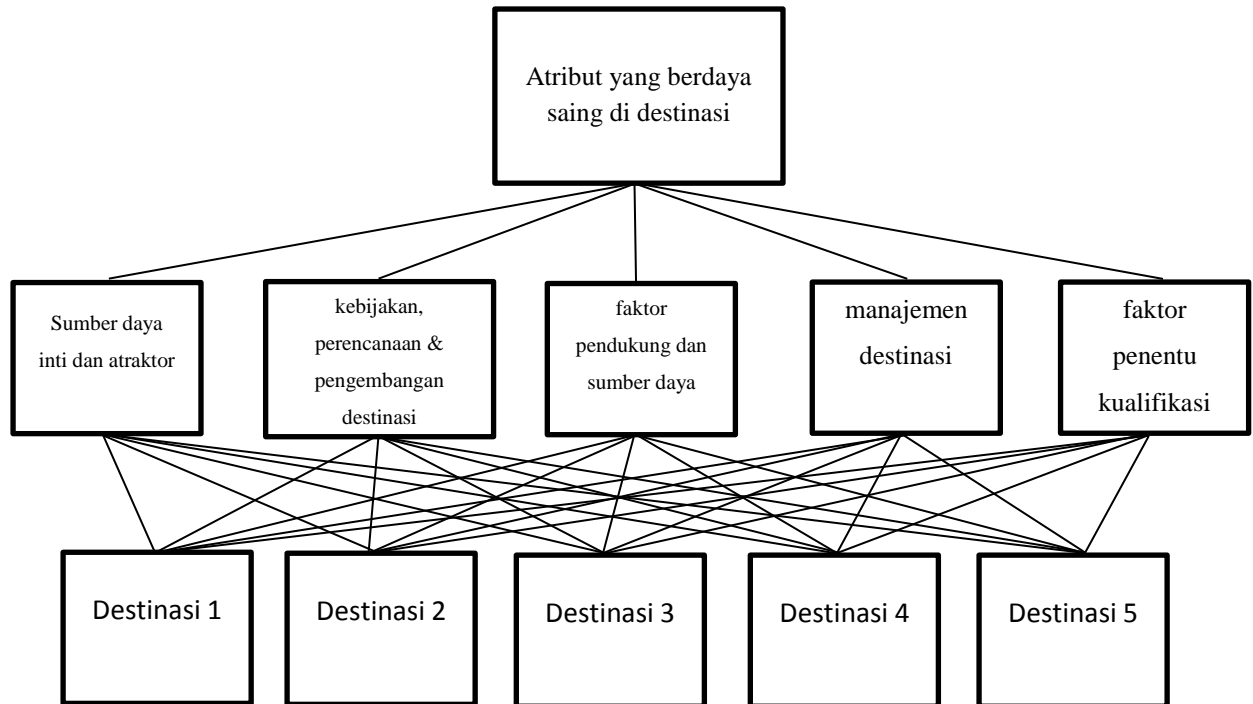 Atribut yang berdaya
saing di destinasi
Sumber daya
inti dan atraktor
kebijakan,
perencanaan &
pengembangan
destinasi
faktor
pendukung dan
sumber daya
manajemen
destinasi
faktor
penentu
kualifikasi
Destinasi 1
Destinasi 2
Destinasi 3
Destinasi 4
Destinasi 5